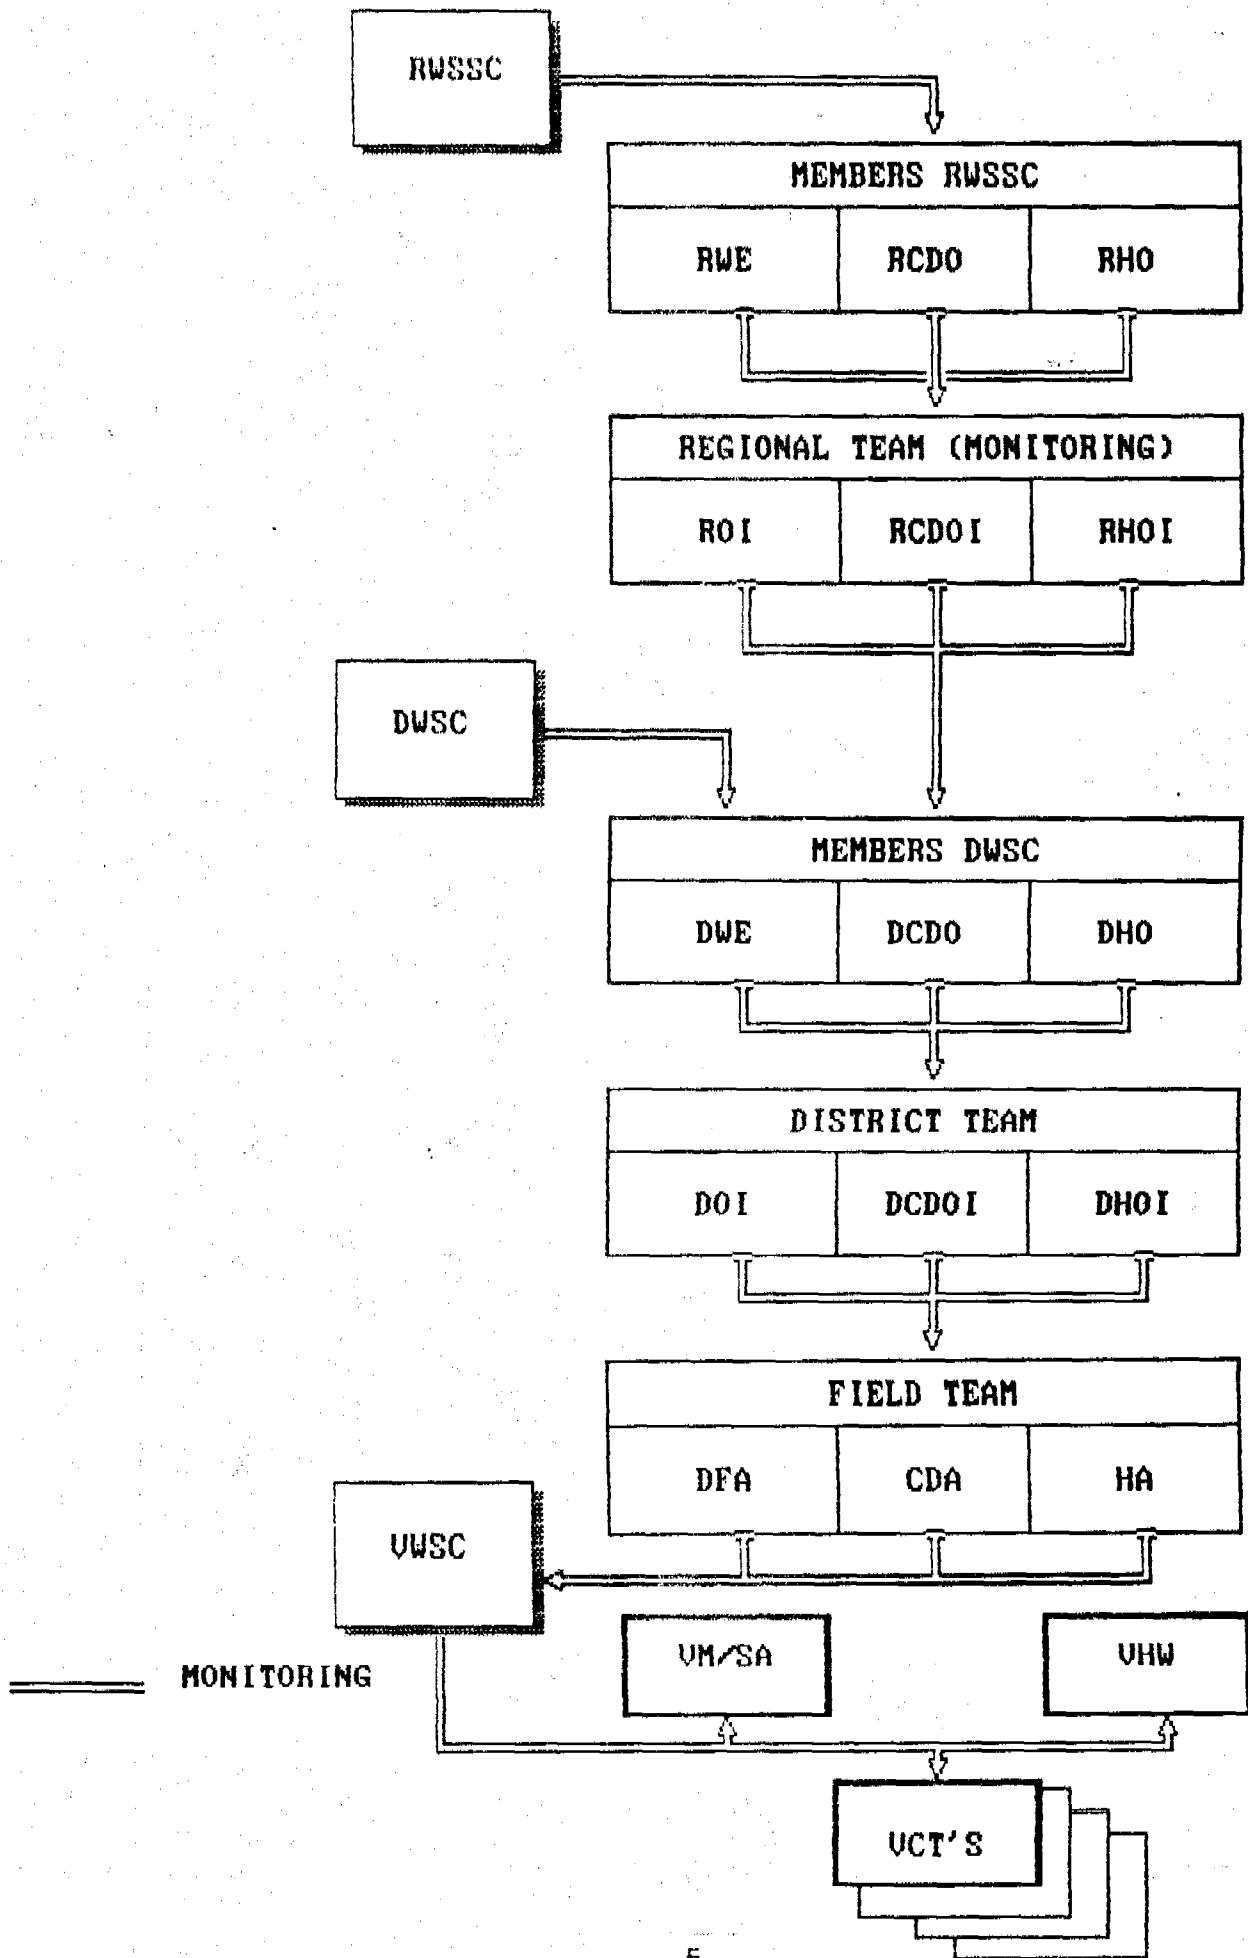 RWSSC
MEMBERS RWSSC
RWE RCDO RHO
REGIONAL TEAM (MONITORING)
ROI RCDOI RHOI
DWSC
MEMBERS DWSC
DWE DCDO DHO
DISTRICT TEAM
DOI DCDOI DHOI
FIELD TEAM
DFA CDA HA
VWSC
VM/SA VHW
MONITORING
VCT'S
5